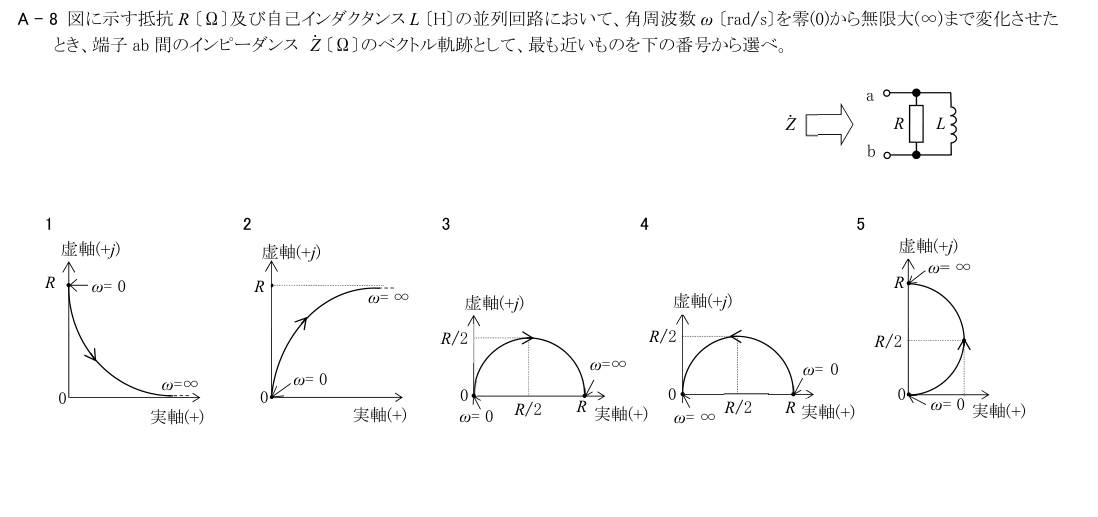 A－8 図に示す抵抗 R〔Ω〕及び自己インダクタンス L〔H〕の並列回路において、角周波数 ω〔rad/s〕を零(0)から無限大(∞)まで変化させた
とき、端子 ab 間のインピーダンス Ż〔Ω〕のベクトル軌跡として、最も近いものを下の番号から選べ。
a
Ż R L
b
1
虚軸(+j)
R ω= 0
ω=∞
0
実軸(+)
2
虚軸(+j)
R
ω= ∞
ω= 0
0
実軸(+)
3
虚軸(+j)
R/2
ω=∞
0
ω= 0 R/2 R 実軸(+)
4
虚軸(+j)
R/2
ω= 0
0
ω= ∞ R/2 R 実軸(+)
5
虚軸(+j)
ω= ∞
R
R/2
0
ω= 0 実軸(+)